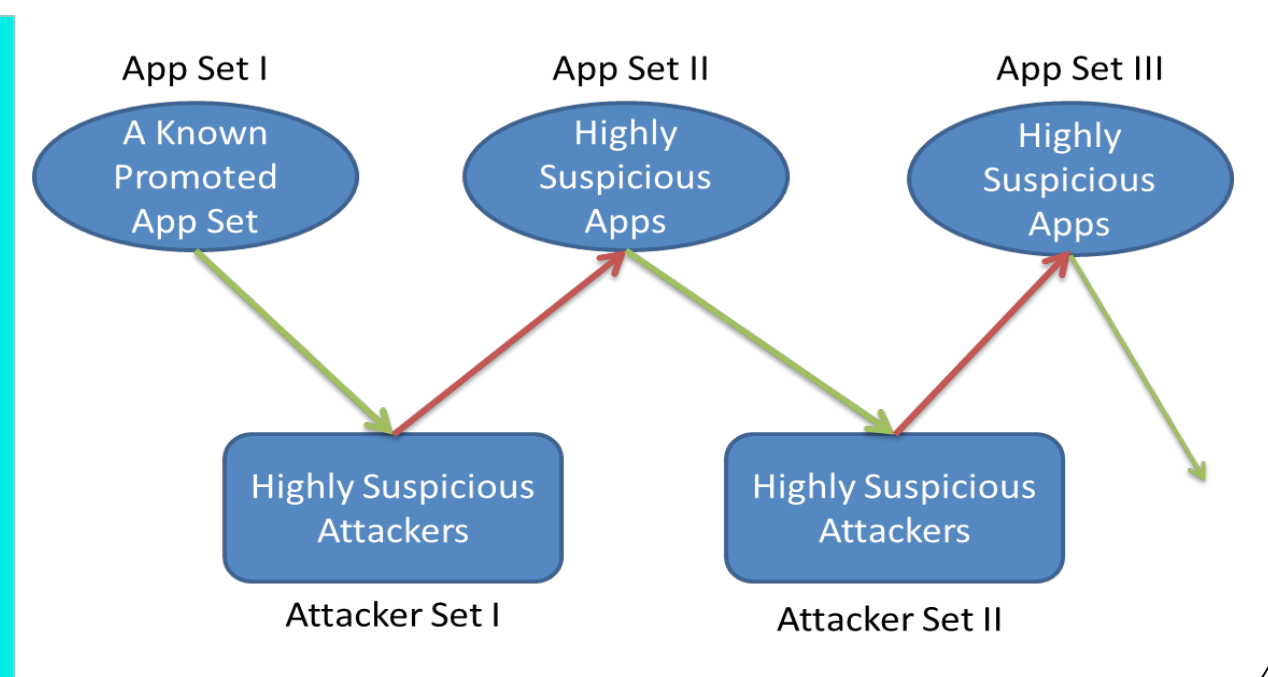 App Set I
App Set II
App Set III
A Known
Promoted
App Set
Highly
Suspicious
Apps
Highly
Suspicious
Apps
Highly Suspicious
Attackers
Highly Suspicious
Attackers
Attacker Set I
Attacker Set II